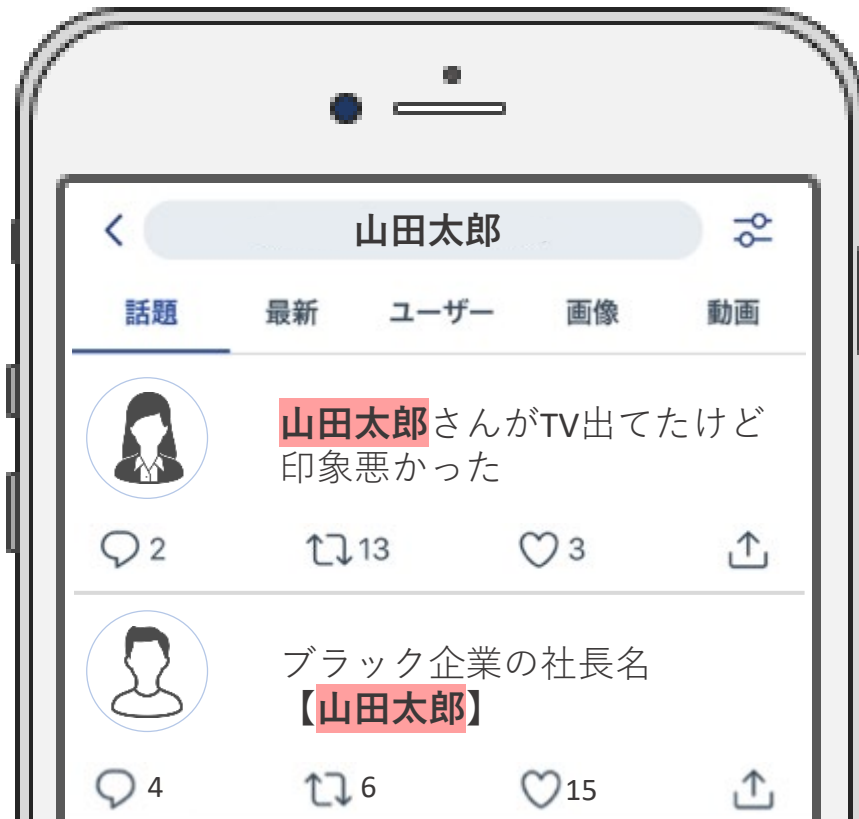 山田太郎
話題 最新 ユーザー 画像 動画
山田太郎さんがTV出てたけど
印象悪かった
2 13 3
ブラック企業の社長名
【山田太郎】
4 6 15